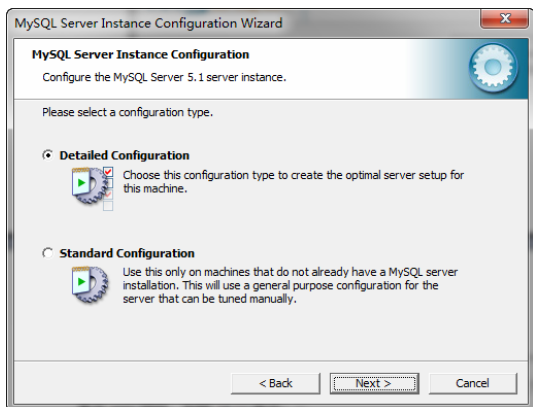 MySQL Server Instance Configuration Wizard
MySQL Server Instance Configuration
Configure the MySQL Server 5.1 server instance.
Please select a configuration type.
Detailed Configuration
Choose this configuration type to create the optimal server setup for
this machine.
Standard Configuration
Use this only on machines that do not already have a MySQL server
installation. This will use a general purpose configuration for the
server that can be tuned manually.
< Back
Next >
Cancel